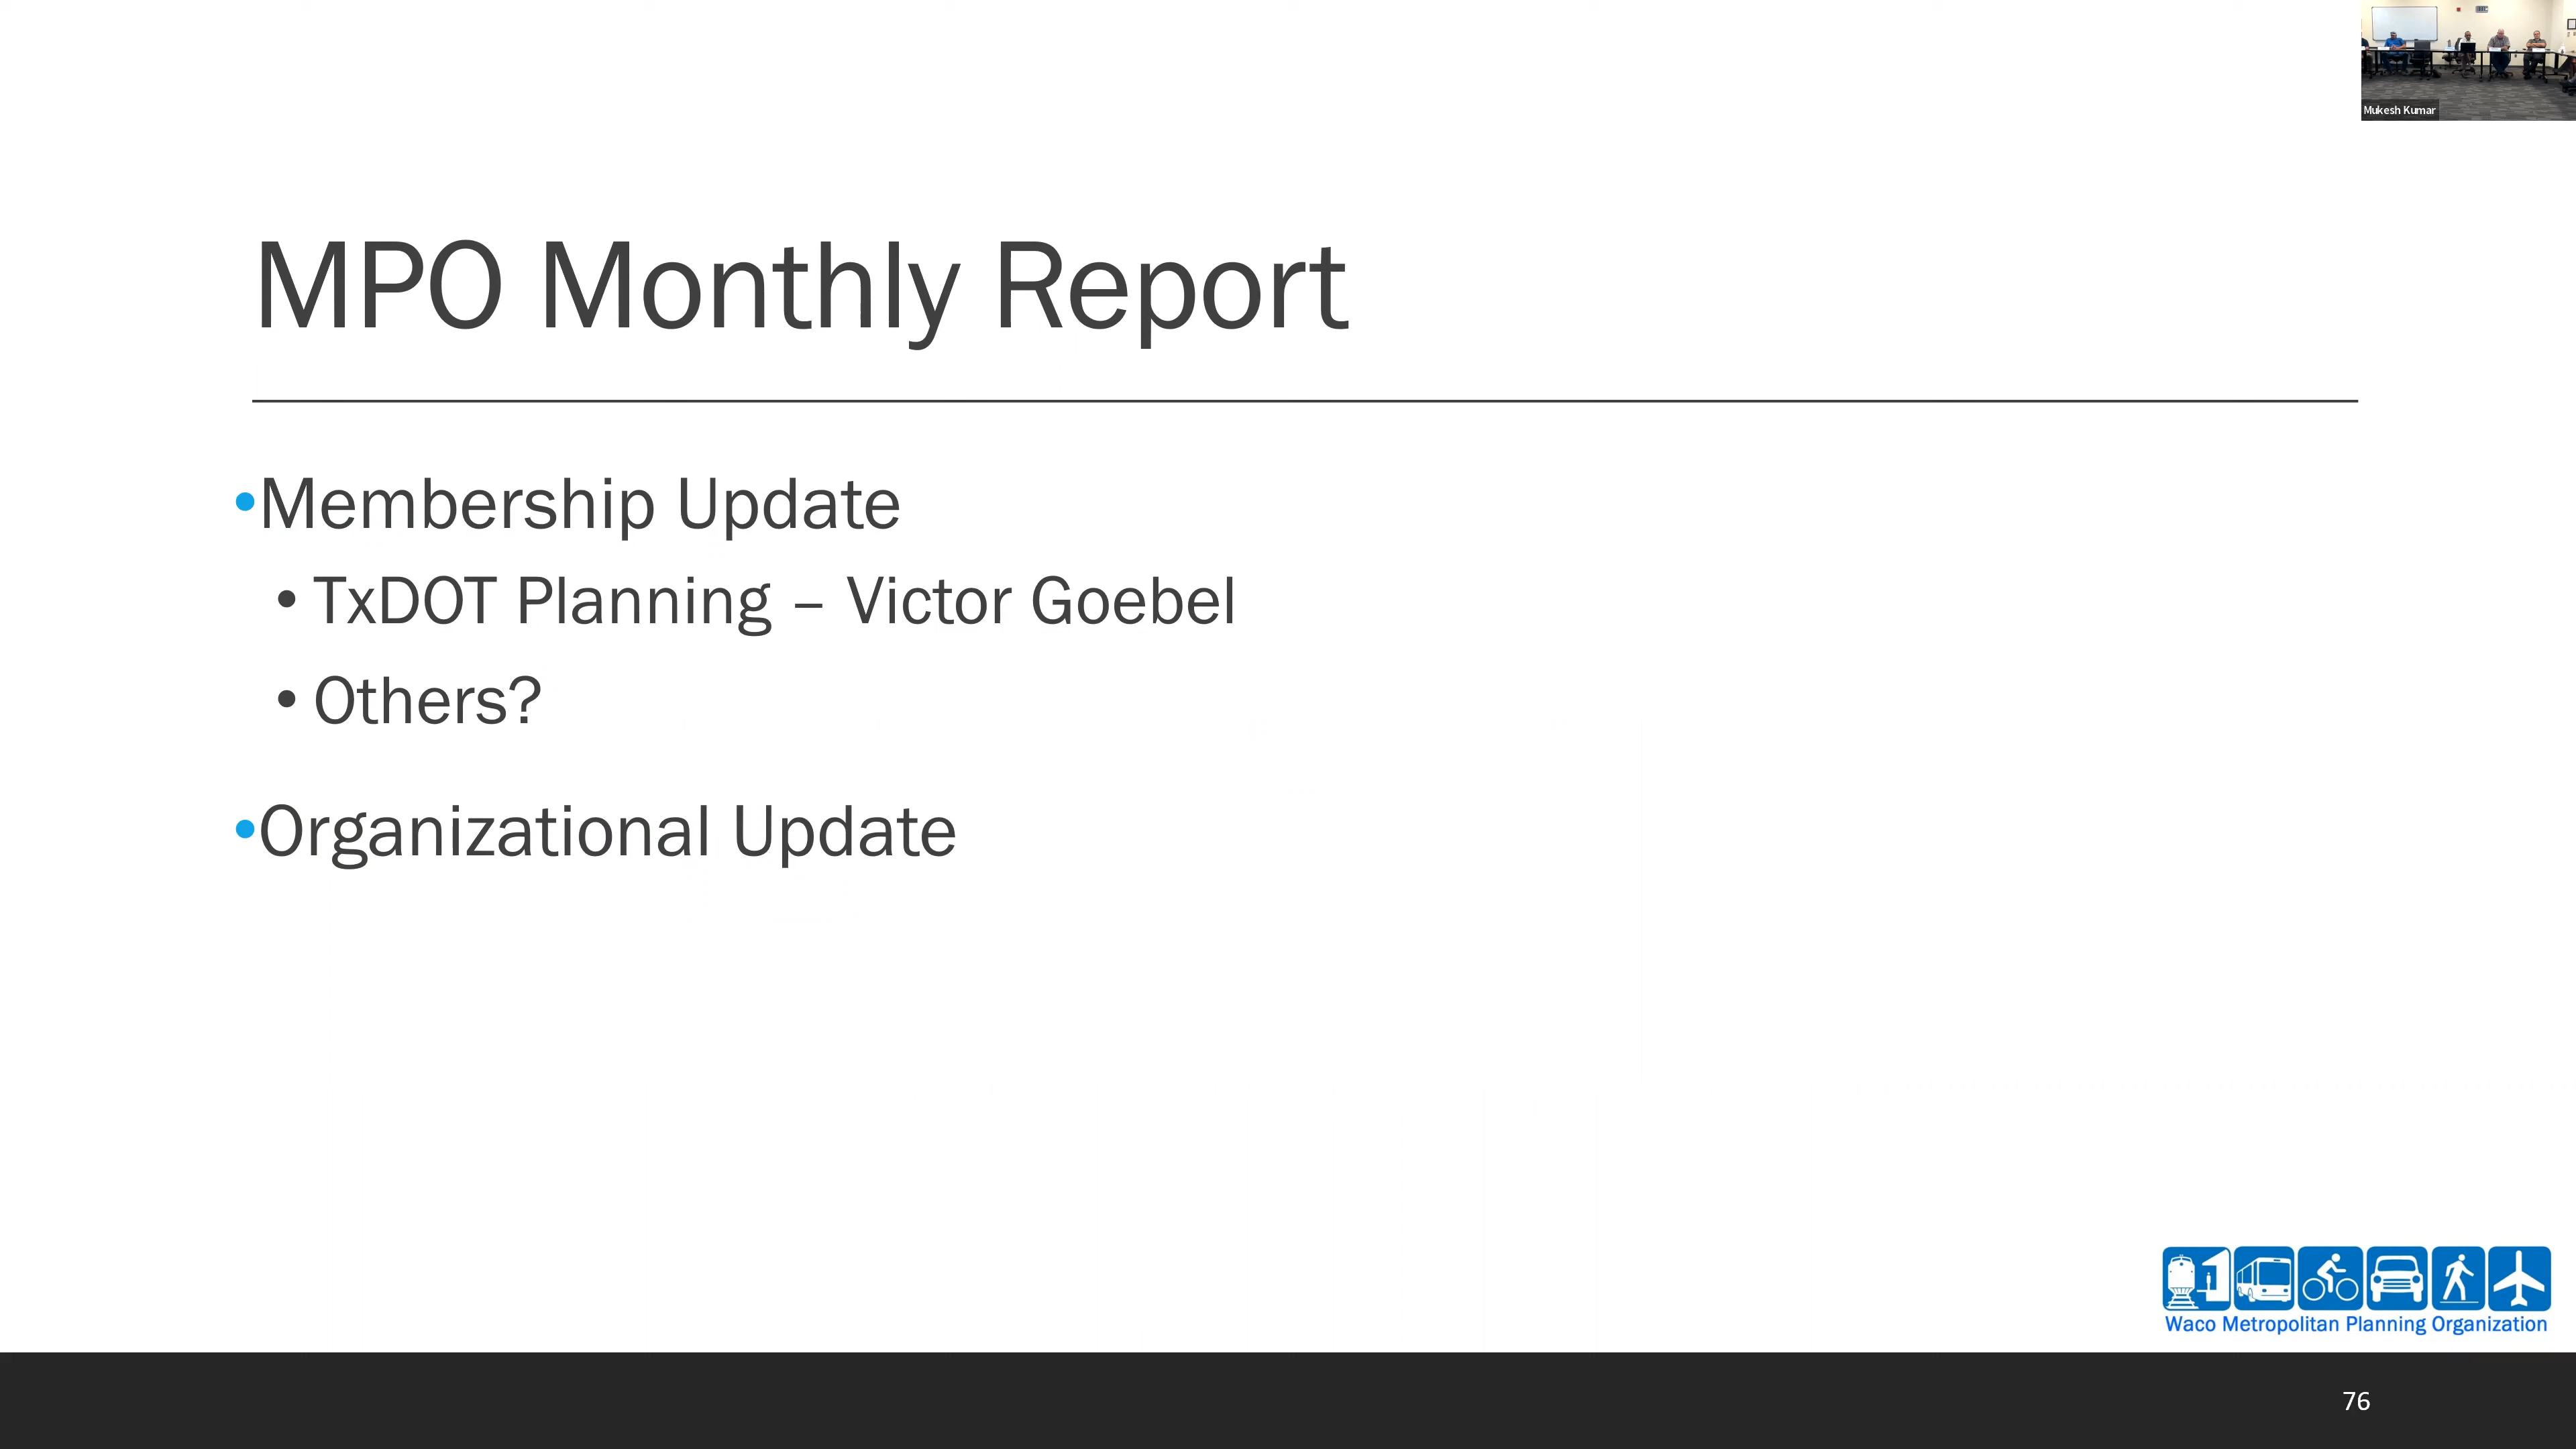 Mukesh Kumar
MPO Monthly Report
•Membership Update
• TxDOT Planning – Victor Goebel
• Others?
•Organizational Update
Waco Metropolitan Planning Organization
76